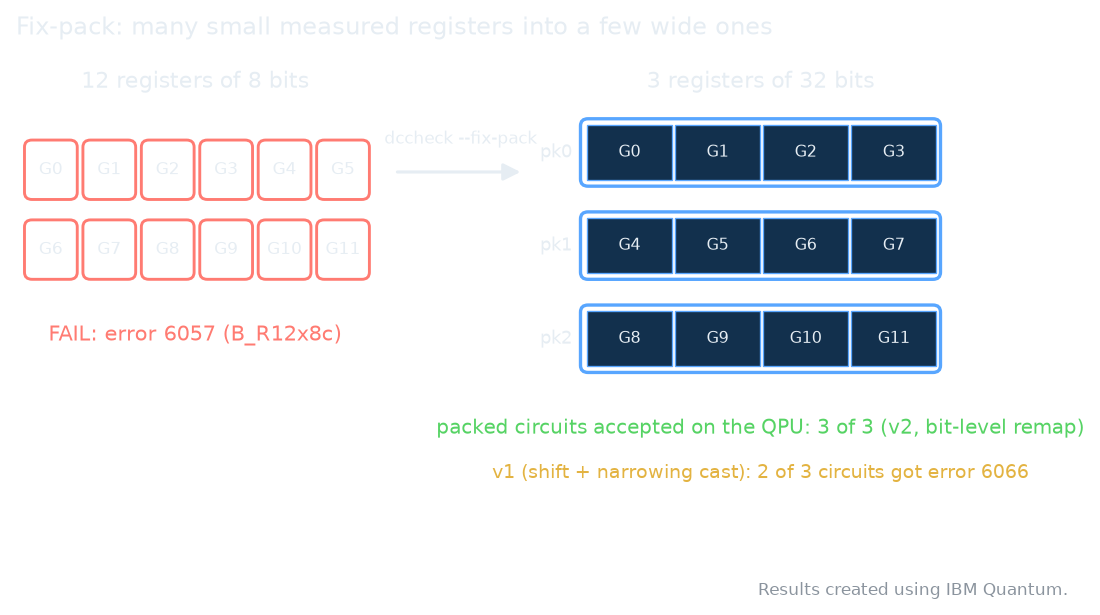 Fix-pack: many small measured registers into a few wide ones
12 registers of 8 bits
3 registers of 32 bits
G0 G1 G2 G3 G4 G5
G6 G7 G8 G9 G10 G11
FAIL: error 6057 (B_R12x8c)
dccheck --fix-pack
pk0 G0 G1 G2 G3
pk1 G4 G5 G6 G7
pk2 G8 G9 G10 G11
packed circuits accepted on the QPU: 3 of 3 (v2, bit-level remap)
v1 (shift + narrowing cast): 2 of 3 circuits got error 6066
Results created using IBM Quantum.